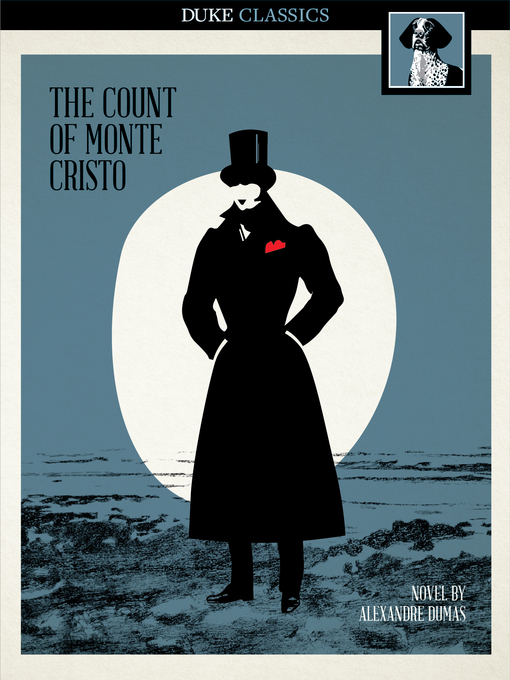 DUKE CLASSICS
THE COUNT
OF MONTE
CRISTO
NOVEL BY
ALEXANDRE DUMAS